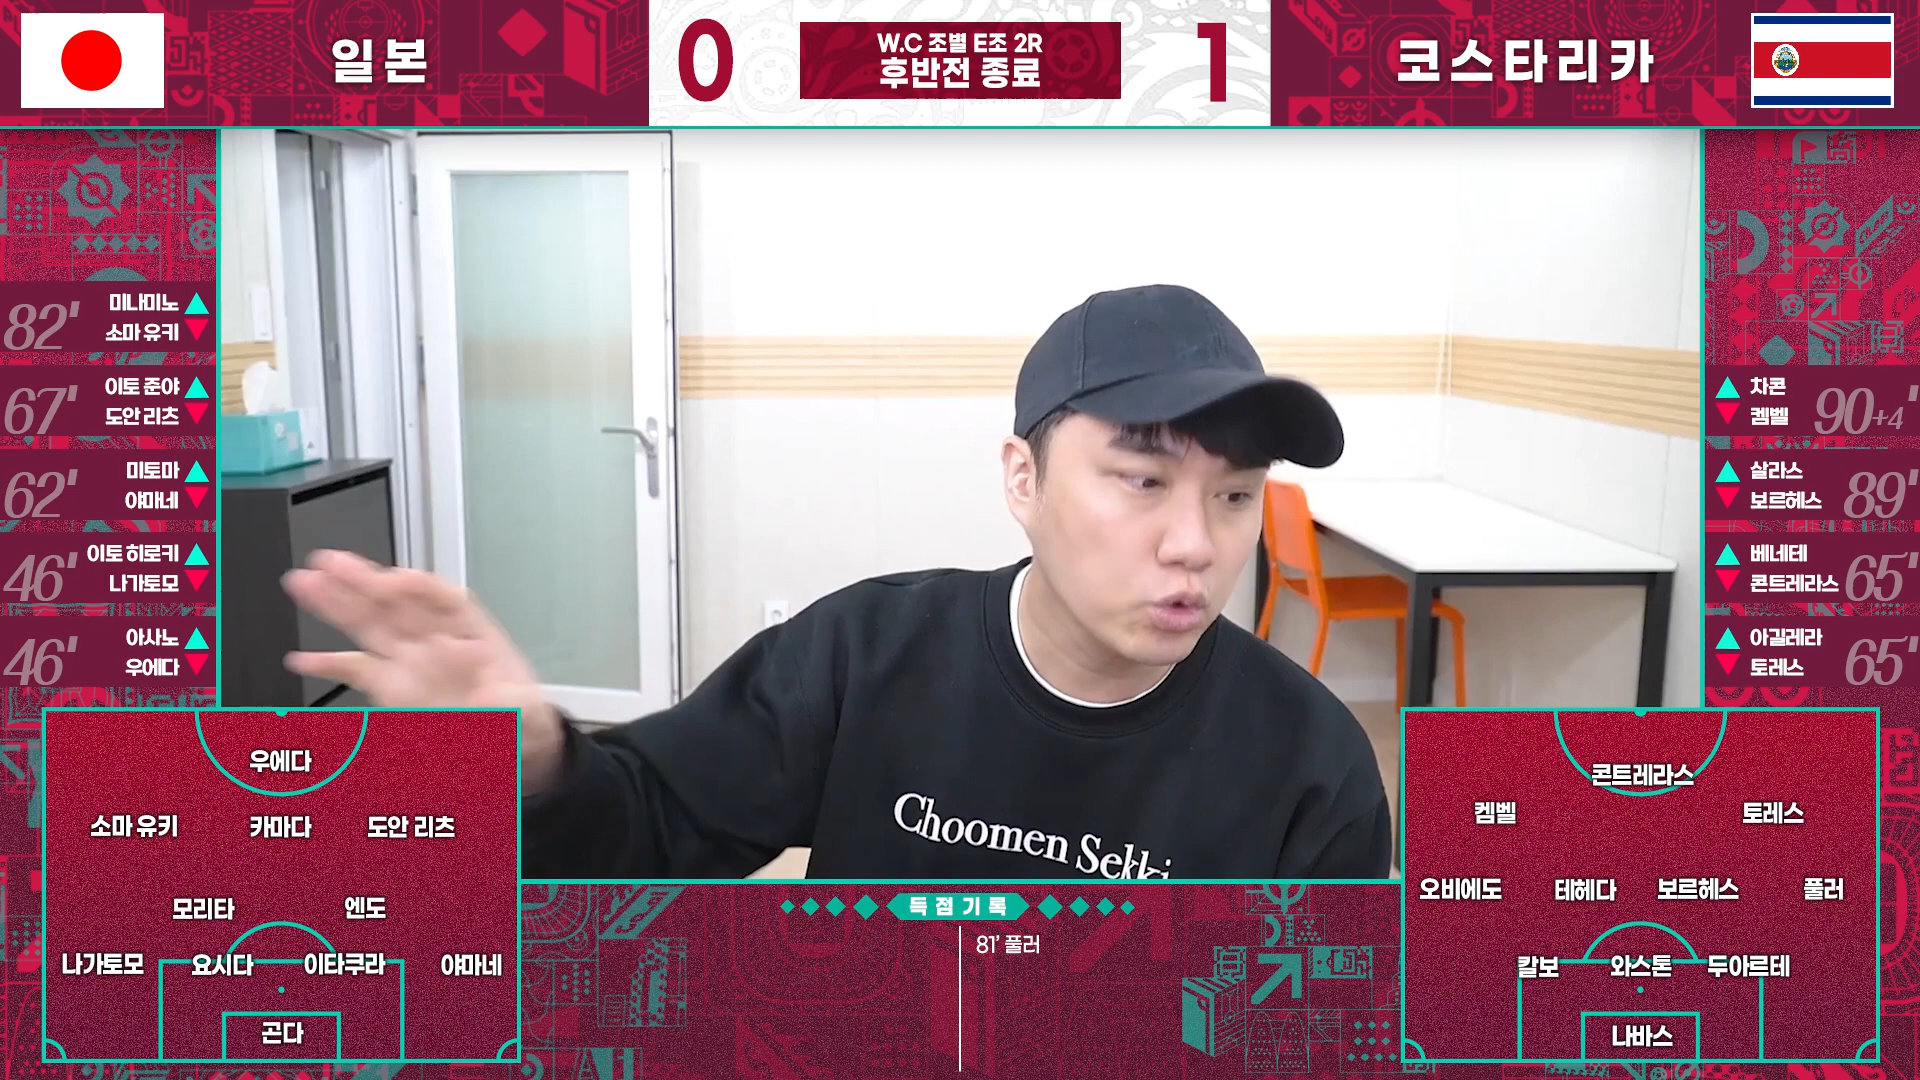 일본
0
W.C 조별 E조 2R
후반전 종료
1
코스타리카
82'
미나미노
소마 유키
67'
이토 준야
도안 리츠
62'
미토마
야마네
46'
이토 히로키
나가토모
46'
아사노
우에다
차콘
켐벨
90+4'
살라스
보르헤스
89'
베네테
콘트레라스
65'
아길레라
토레스
65'
우에다
소마 유키
카마다
도안 리츠
모리타
엔도
나가토모
요시다
이타쿠라
야마네
곤다
Choomen Sekki
득점기록
81' 풀러
콘트레라스
켐벨
토레스
오비에도
테헤다
보르헤스
풀러
칼보
와스톤
두아르테
나바스